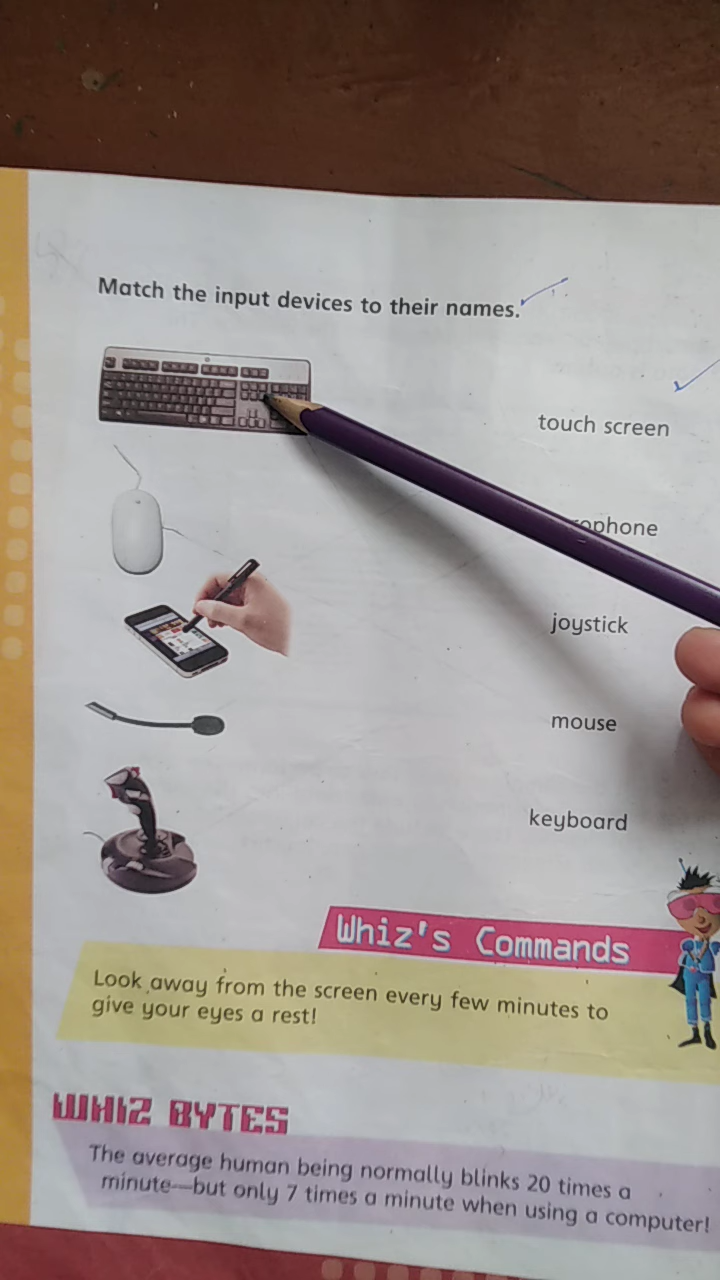 Match the input devices to their names.
touch screen
joystick
mouse
keyboard
Whiz's Commands
Look away from the screen every few minutes to
give your eyes a rest!
WHIZ BYTES
The average human being normally blinks 20 times a
minute—but only 7 times a minute when using a computer!